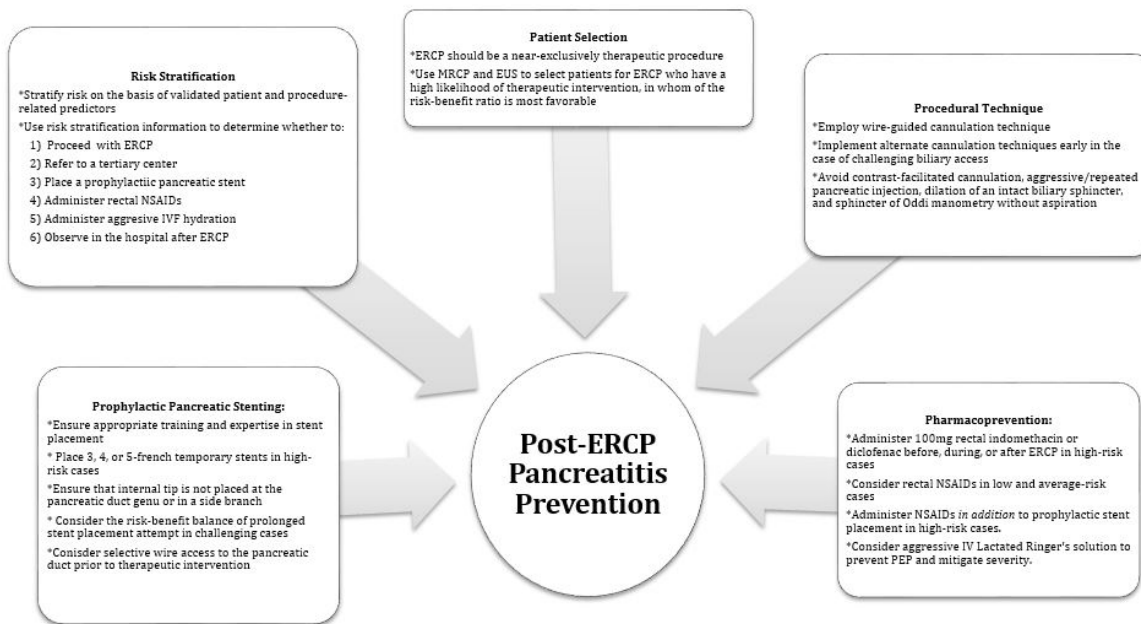 Risk Stratification
*Stratify risk on the basis of validated patient and procedure-
related predictors
*Use risk stratification information to determine whether to:
1) Proceed with ERCP
2) Refer to a tertiary center
3) Place a prophylactiic pancreatic stent
4) Administer rectal NSAIDs
5) Administer aggresive IVF hydration
6) Observe in the hospital after ERCP
Patient Selection
*ERCP should be a near-exclusively therapeutic procedure
*Use MRCP and EUS to select patients for ERCP who have a
high likelihood of therapeutic intervention, in whom of the
risk-benefit ratio is most favorable
Procedural Technique
*Employ wire-guided cannulation technique
*Implement alternate cannulation techniques early in the
case of challenging biliary access
*Avoid contrast-facilitated cannulation, aggressive/repeated
pancreatic injection, dilation of an intact biliary sphincter,
and sphincter of Oddi manometry without aspiration
Prophylactic Pancreatic Stenting:
*Ensure appropriate training and expertise in stent
placement
* Place 3, 4, or 5-french temporary stents in high-
risk cases
*Ensure that internal tip is not placed at the
pancreatic duct genu or in a side branch
* Consider the risk-benefit balance of prolonged
stent placement attempt in challenging cases
*Conisder selective wire access to the pancreatic
duct prior to therapeutic intervention
Post-ERCP
Pancreatitis
Prevention
Pharmacoprevention:
*Administer 100mg rectal indomethacin or
diclofenac before, during, or after ERCP in high-risk
cases
*Consider rectal NSAIDs in low and average-risk
cases
*Administer NSAIDs in addition to prophylactic stent
placement in high-risk cases.
*Consider aggressive IV Lactated Ringer's solution to
prevent PEP and mitigate severity.